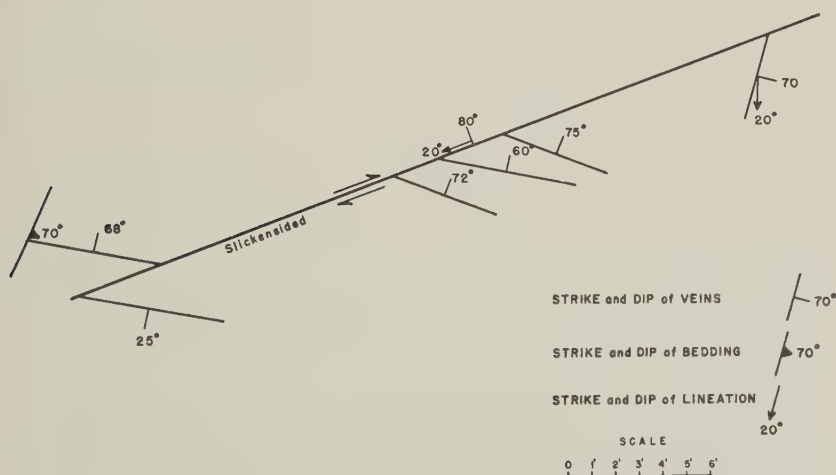 70
20°
80°
20°
75°
60°
72°
Slickensided
70°
68°
25°
STRIKE and DIP of VEINS
70°
STRIKE and DIP of BEDDING
70°
STRIKE and DIP of LINEATION
20°
SCALE
0 1' 2' 3' 4' 5' 6'